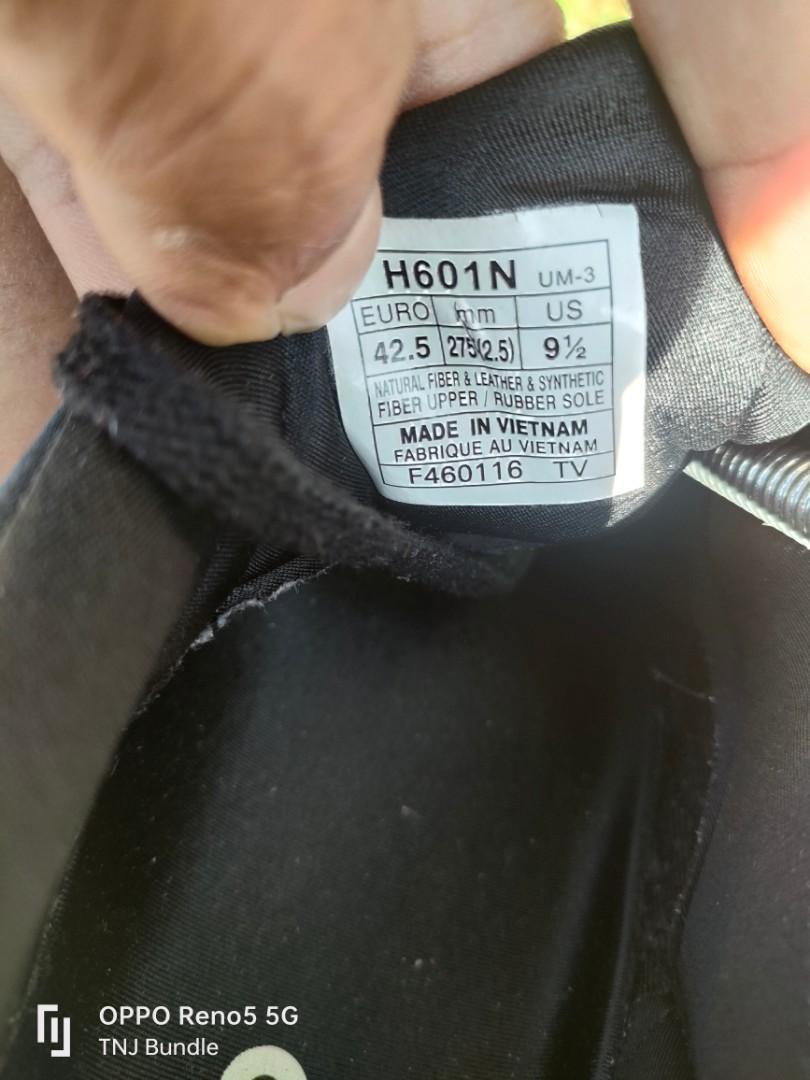 H601N UM-3
EURO mm US
42.5 275(2.5) 9½
NATURAL FIBER & LEATHER & SYNTHETIC
FIBER UPPER / RUBBER SOLE
MADE IN VIETNAM
FABRIQUE AU VIETNAM
F460116 TV
OPPO Reno5 5G
TNJ Bundle